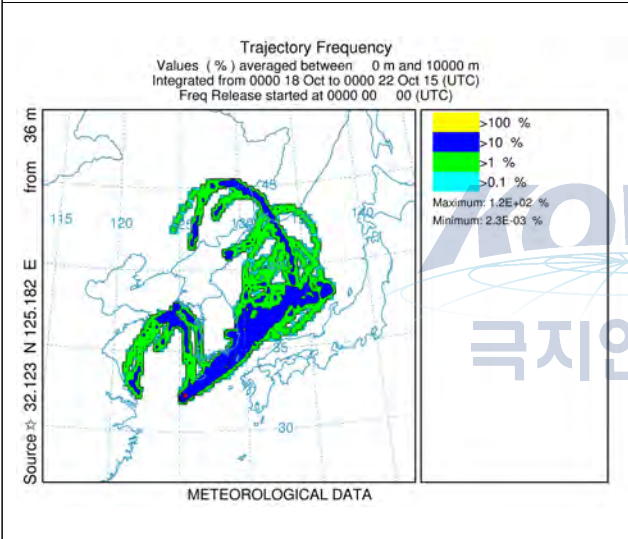 Trajectory Frequency
Values ( % ) averaged between 0 m and 10000 m
Integrated from 0000 18 Oct to 0000 22 Oct 15 (UTC)
Freq Release started at 0000 00 00 (UTC)
Source ☆ 32.123 N 125.182 E from 36 m
>100 %
>10 %
>1 %
>0.1 %
Maximum: 1.2E+02 %
Minimum: 2.3E-03 %
45
115
120
140
35
30
METEOROLOGICAL DATA
극지연